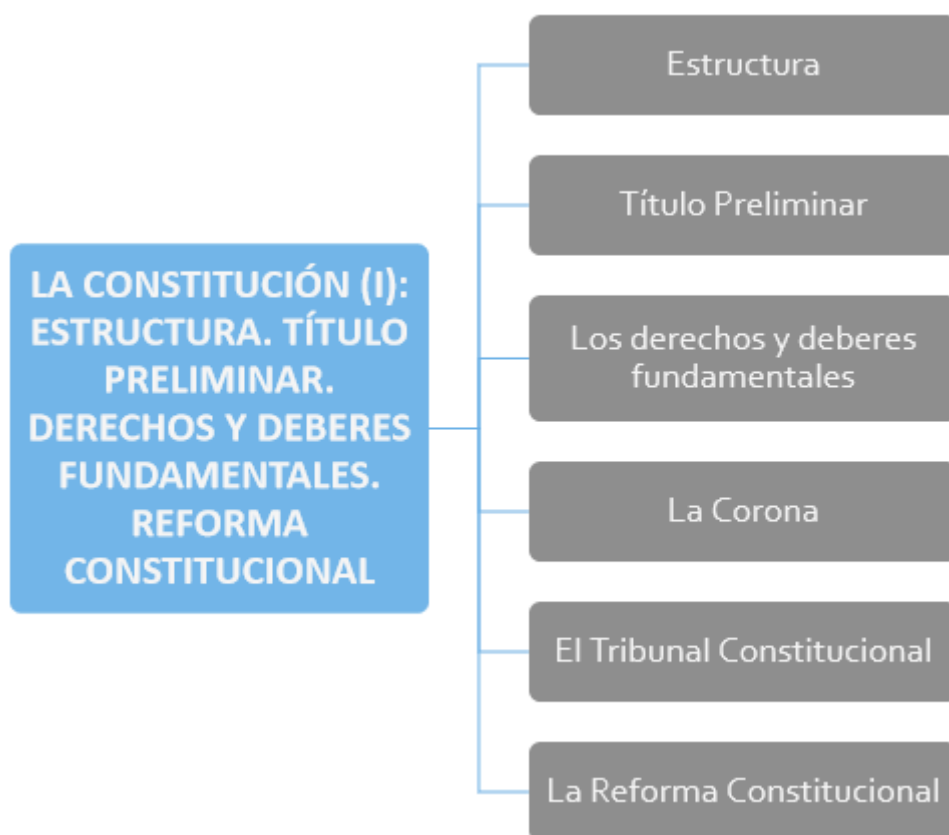 LA CONSTITUCIÓN (I):
ESTRUCTURA. TÍTULO
PRELIMINAR.
DERECHOS Y DEBERES
FUNDAMENTALES.
REFORMA
CONSTITUCIONAL
Estructura
Título Preliminar
Los derechos y deberes
fundamentales
La Corona
El Tribunal Constitucional
La Reforma Constitucional